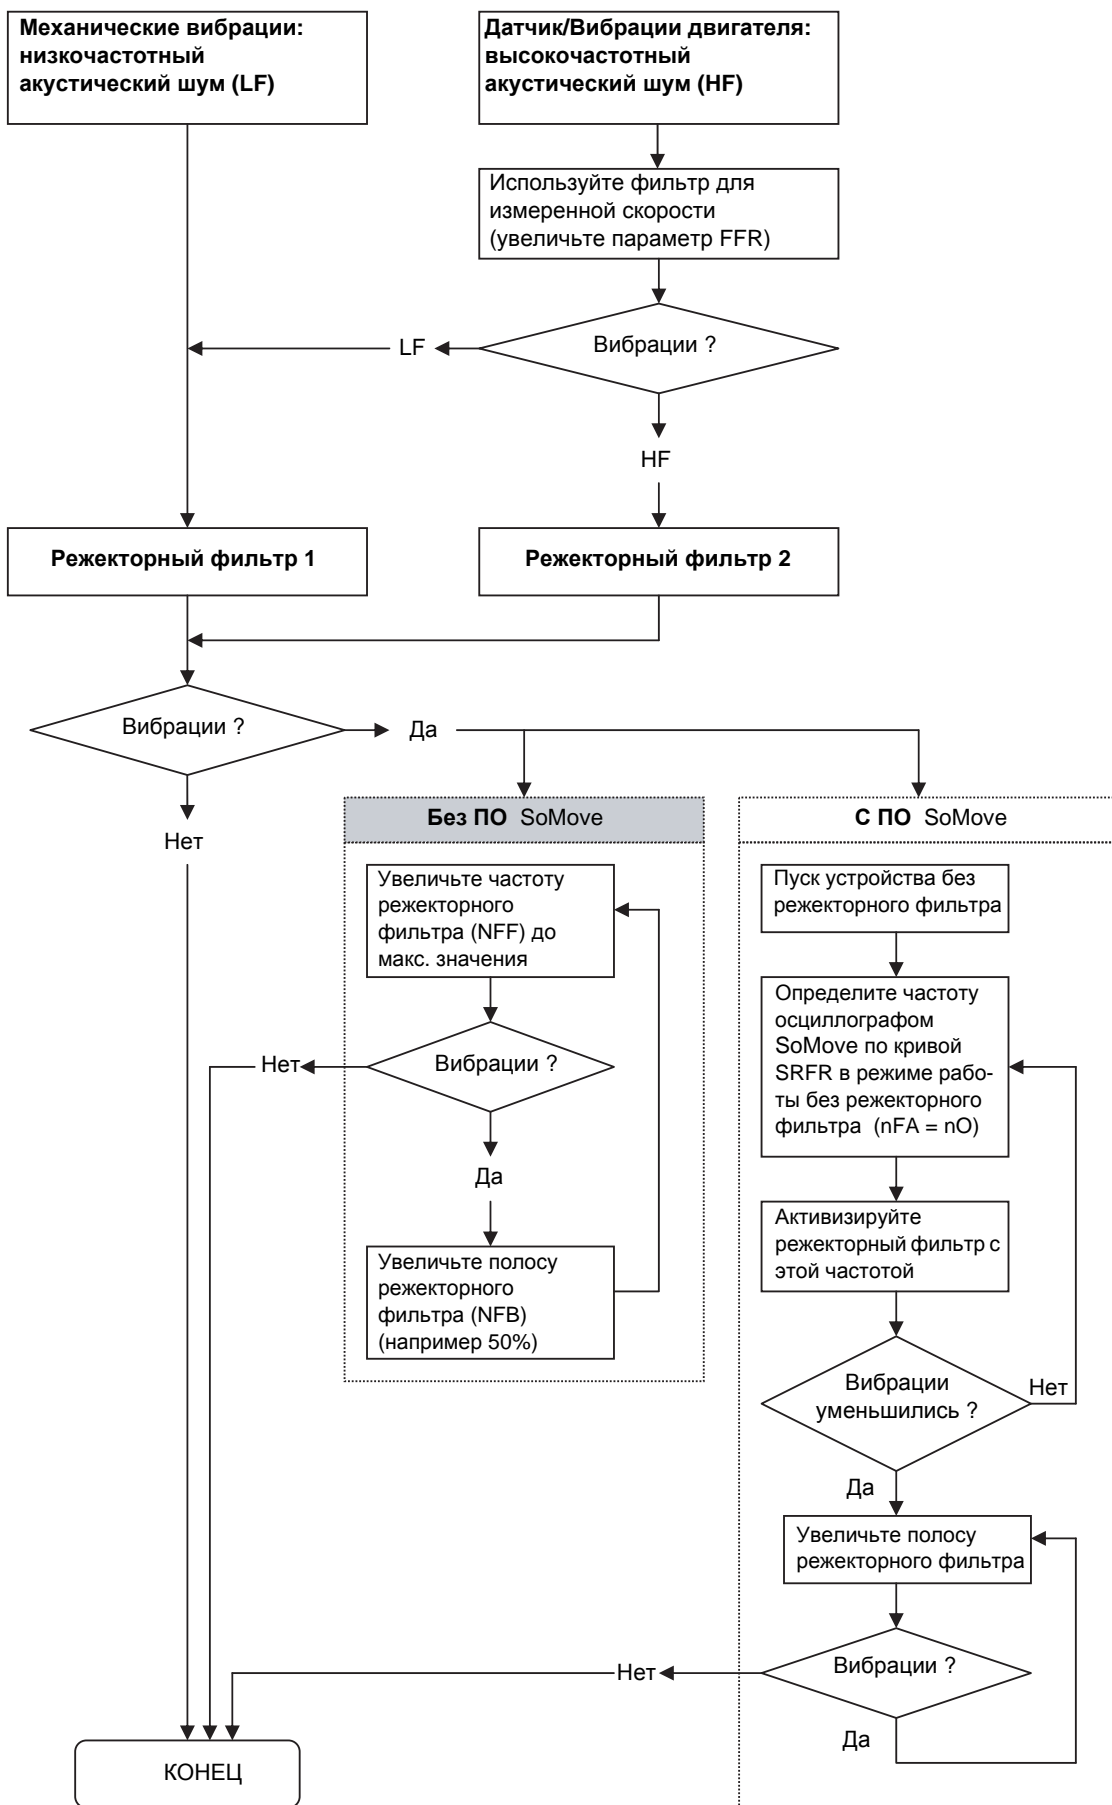 Механические вибрации:
низкочастотный
акустический шум (LF)
Датчик/Вибрации двигателя:
высокочастотный
акустический шум (HF)
Используйте фильтр для
измеренной скорости
(увеличьте параметр FFR)
LF
Вибрации ?
HF
Режекторный фильтр 1
Режекторный фильтр 2
Вибрации ?
Да
Нет
Без ПО SoMove
С ПО SoMove
Увеличьте частоту
режекторного
фильтра (NFF) до
макс. значения
Нет
Вибрации ?
Да
Увеличьте полосу
режекторного
фильтра (NFB)
(например 50%)
Пуск устройства без
режекторного фильтра
Определите частоту
осциллографом
SoMove по кривой
SRFR в режиме рабо-
ты без режекторного
фильтра (nFA = nO)
Активизируйте
режекторный фильтр с
этой частотой
Вибрации
уменьшились ?
Нет
Да
Увеличьте полосу
режекторного фильтра
Нет
Вибрации ?
Да
КОНЕЦ